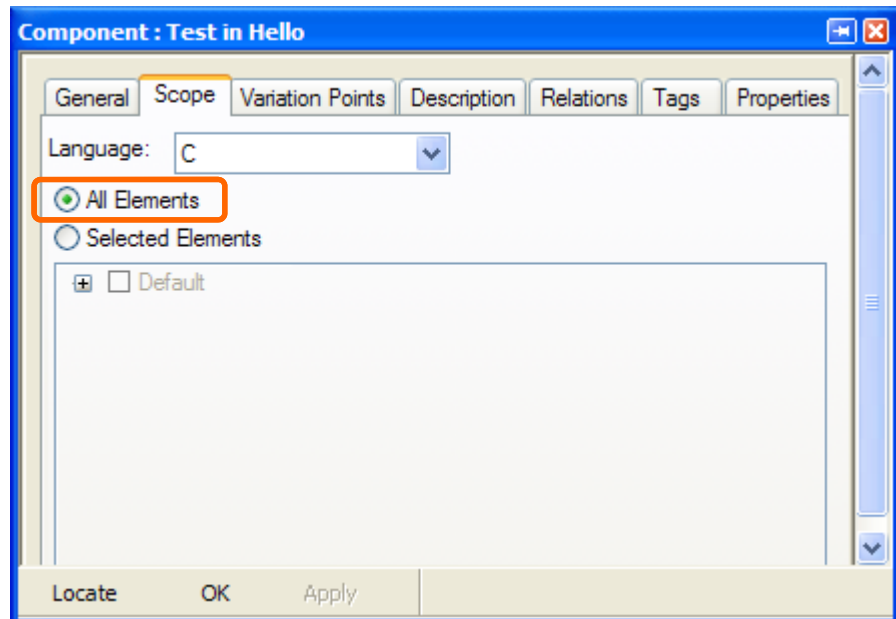 Component : Test in Hello
General Scope Variation Points Description Relations Tags Properties
Language: C
All Elements
Selected Elements
Default
Locate OK Apply